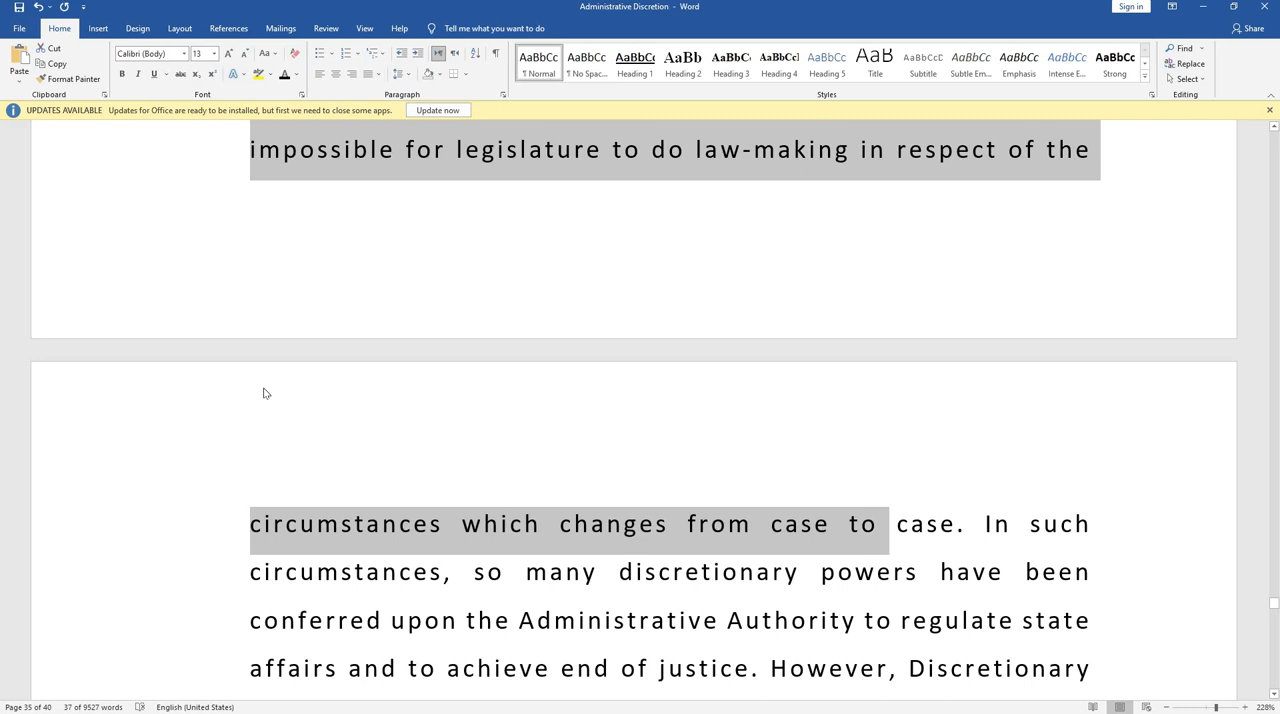 Administrative Discretion - Word
Sign in
File Home Insert Design Layout References Mailings Review View Help Tell me what you want to do
Share
Paste
Cut
Copy
Format Painter
Clipboard
Calibri (Body) 13
Font
Paragraph
AaBbCc AaBbCc AaBbCc AaBb AaBbC AaBbCc AaBbCc AaB AaBbCcD AaBbCc AaBbCc AaBbCc AaBbCc
¶ Normal ¶ No Spac... Heading 1 Heading 2 Heading 3 Heading 4 Heading 5 Title Subtitle Subtle Em... Emphasis Intense E... Strong
Styles
Find
Replace
Select
Editing
UPDATES AVAILABLE Updates for Office are ready to be installed, but first we need to close some apps. Update now
impossible for legislature to do law-making in respect of the
circumstances which changes from case to case. In such
circumstances, so many discretionary powers have been
conferred upon the Administrative Authority to regulate state
affairs and to achieve end of justice. However, Discretionary
Page 35 of 40 37 of 9527 words English (United States) 228%